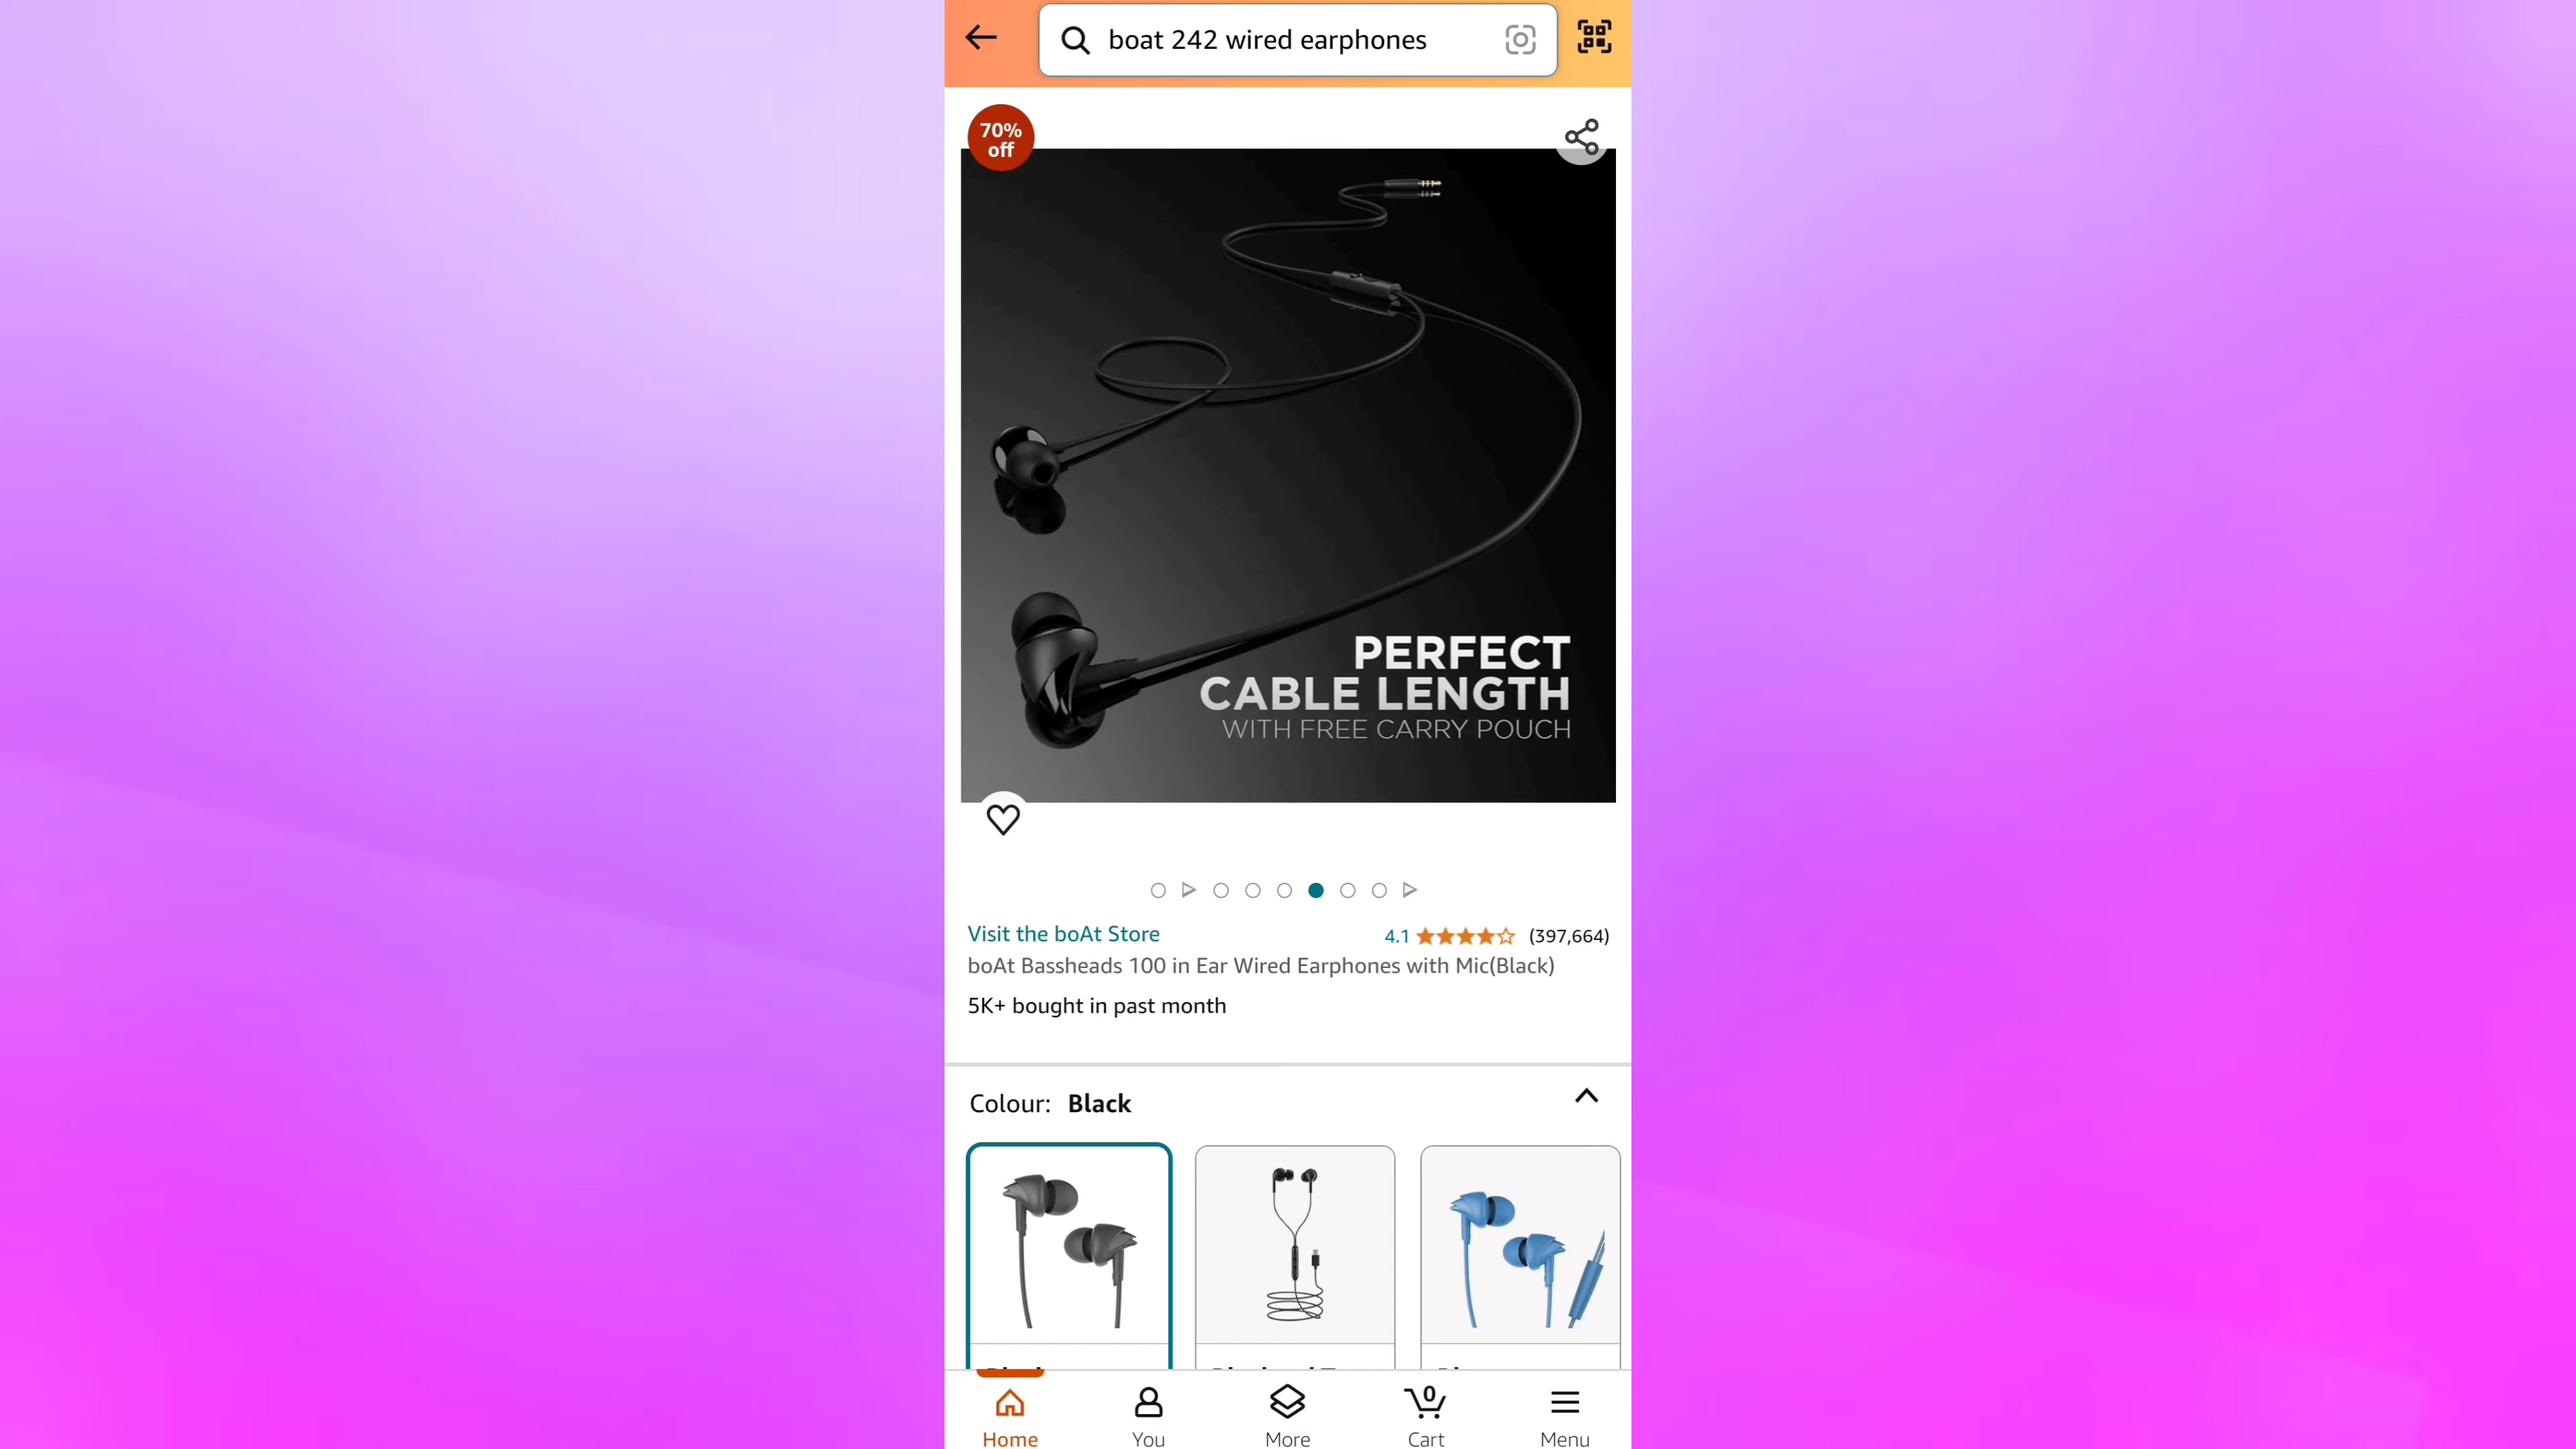 boat 242 wired earphones
70%
off
PERFECT
CABLE LENGTH
WITH FREE CARRY POUCH
Visit the boAt Store
4.1 (397,664)
boAt Bassheads 100 in Ear Wired Earphones with Mic(Black)
5K+ bought in past month
Colour: Black
0
Home You More Cart Menu